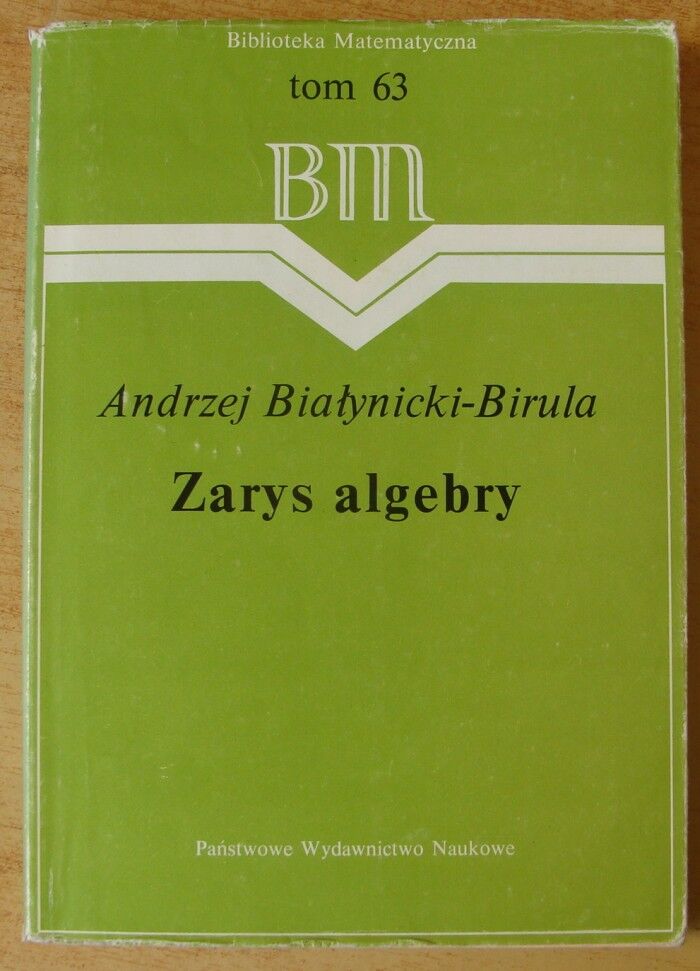 Biblioteka Matematyczna
tom 63
BM
Andrzej Białynicki-Birula
Zarys algebry
Państwowe Wydawnictwo Naukowe